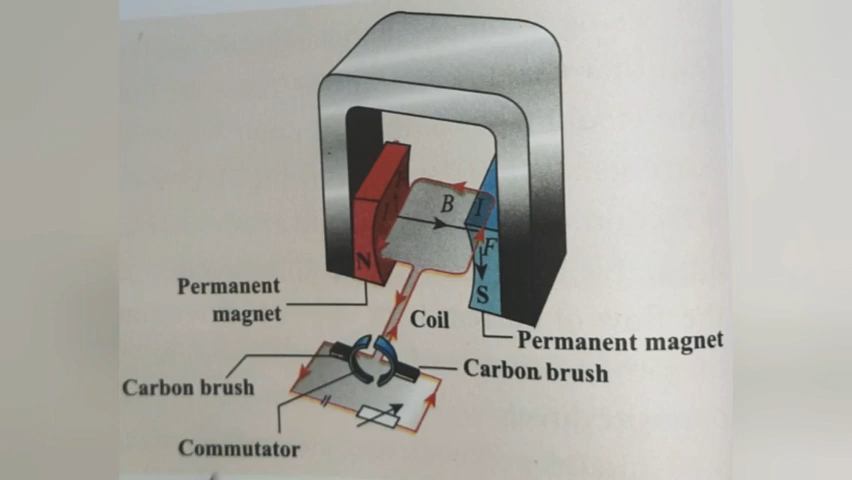 B
I
F
N
S
Permanent
magnet
Coil
Permanent magnet
Carbon brush
Carbon brush
Commutator